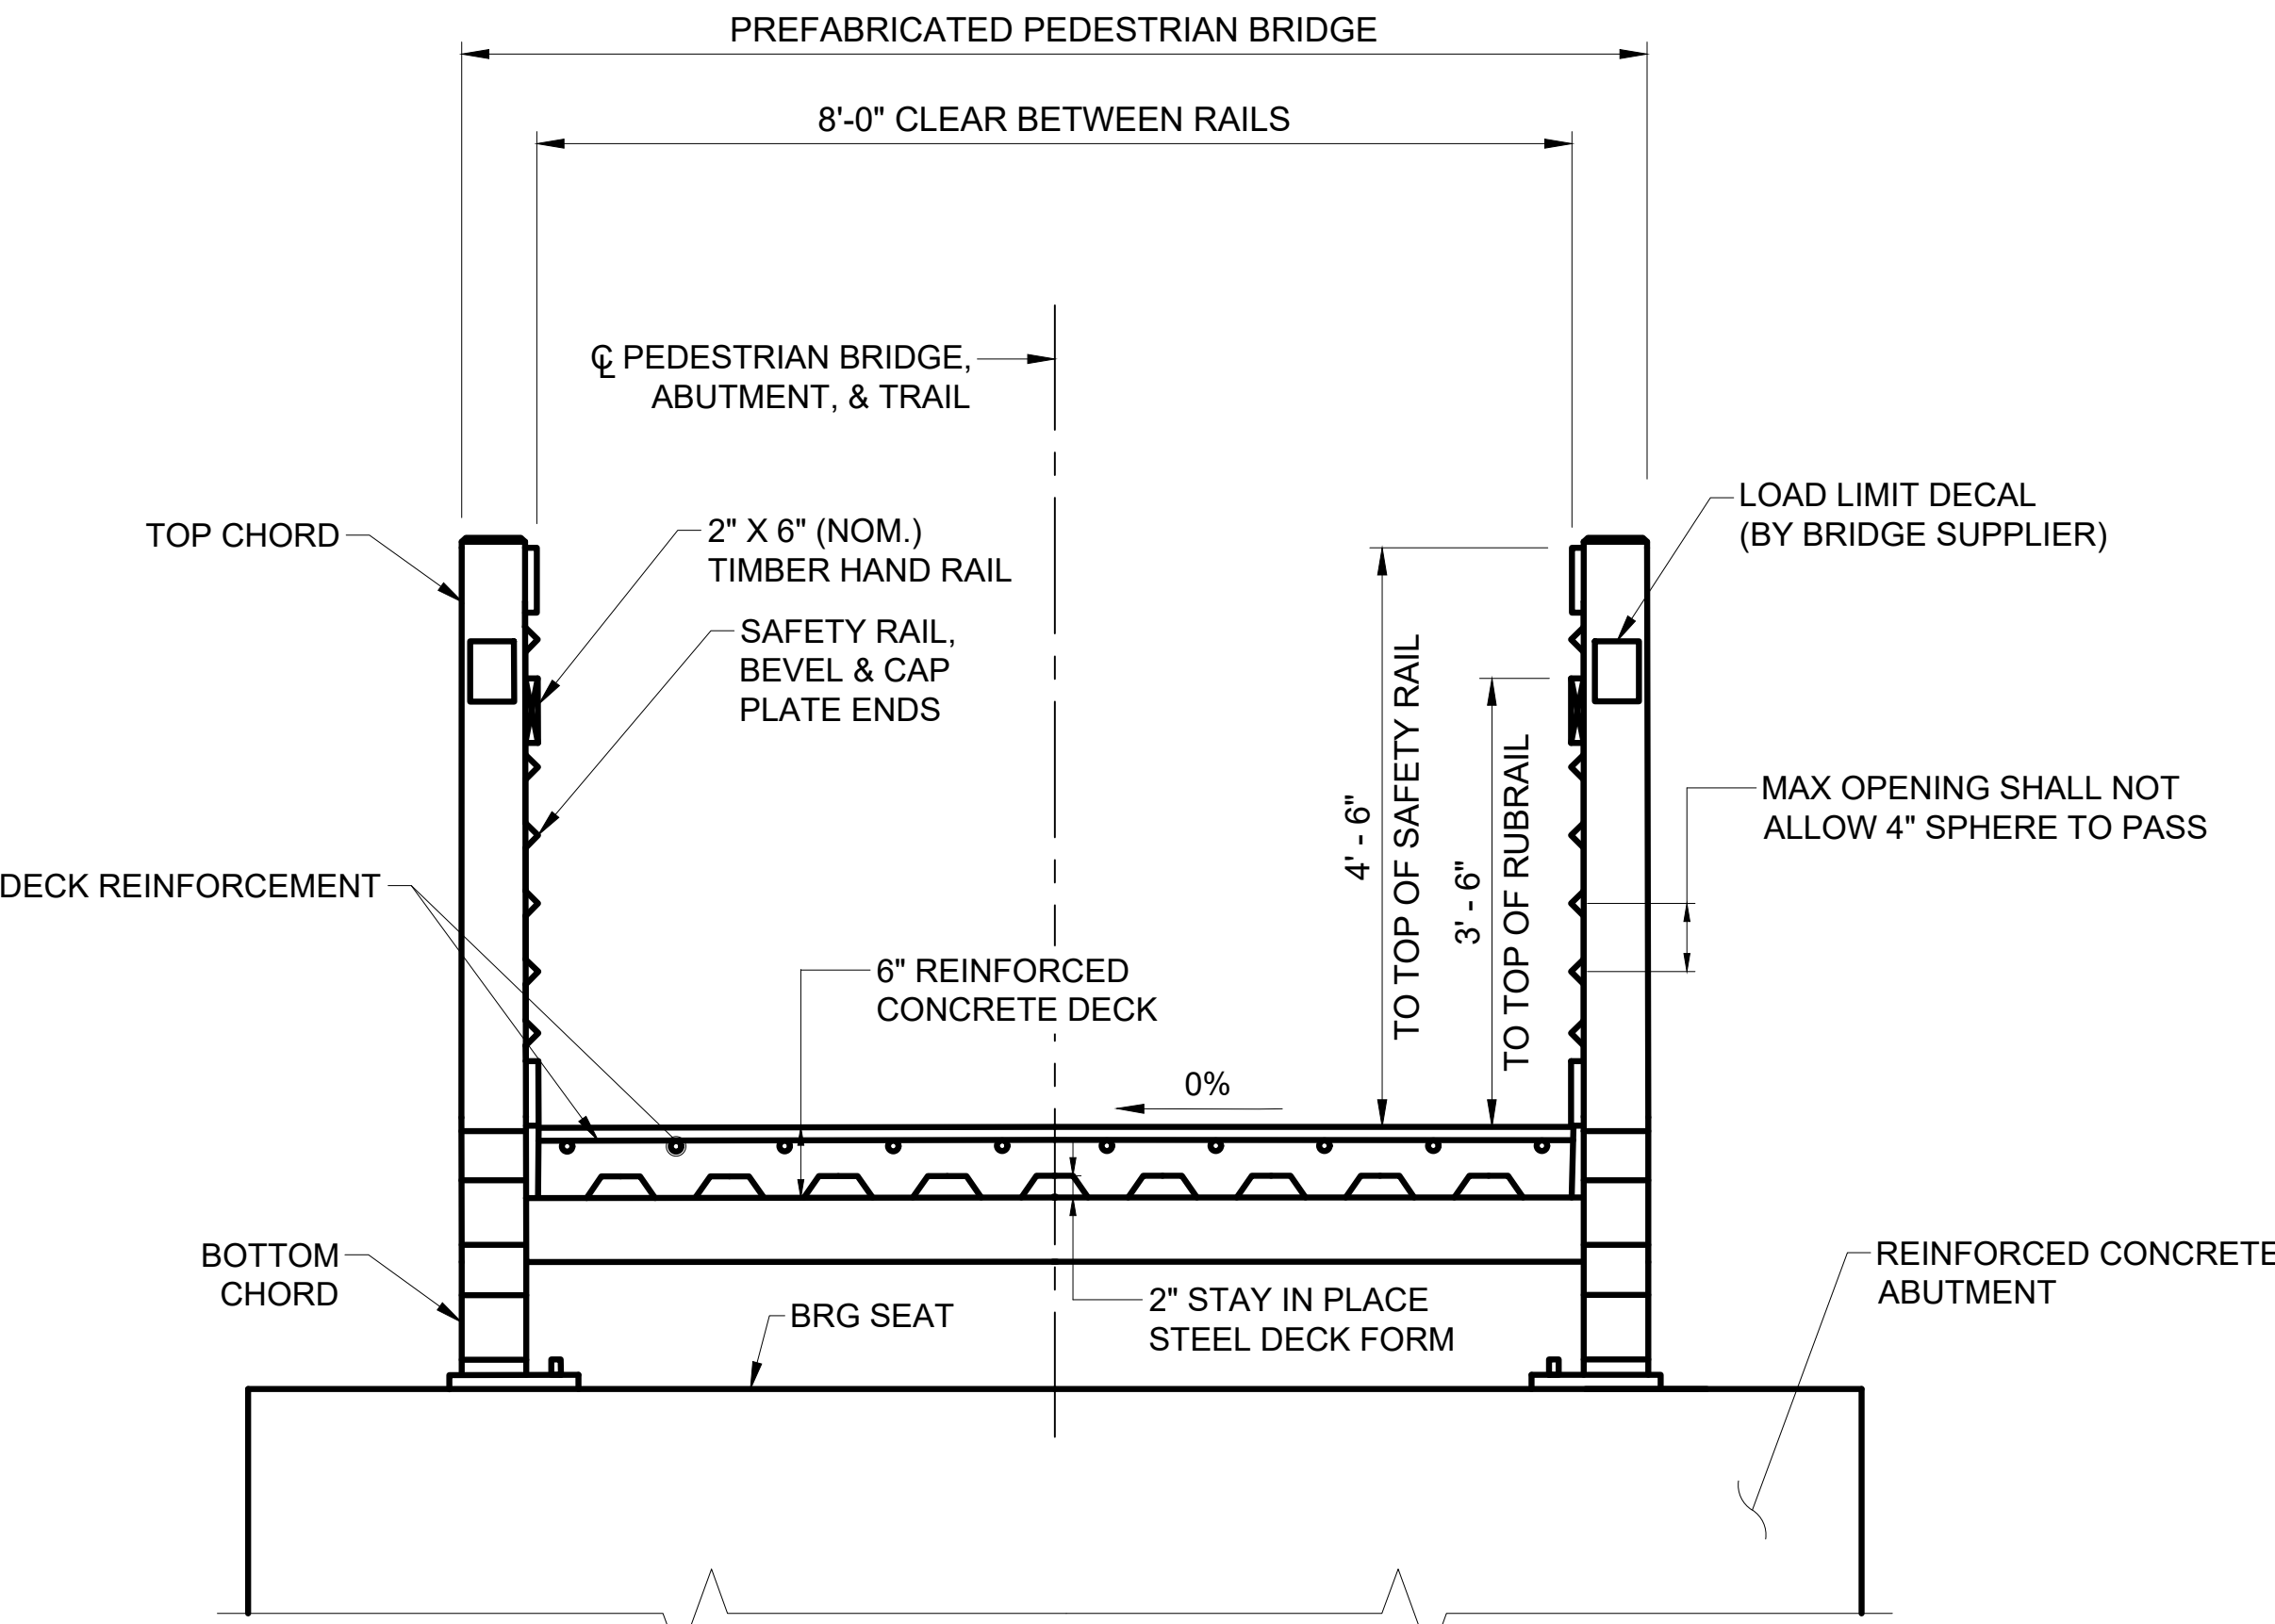 PREFABRICATED PEDESTRIAN BRIDGE
8'-0" CLEAR BETWEEN RAILS
℄ PEDESTRIAN BRIDGE,
ABUTMENT, & TRAIL
TOP CHORD
2" X 6" (NOM.)
TIMBER HAND RAIL
SAFETY RAIL,
BEVEL & CAP
PLATE ENDS
LOAD LIMIT DECAL
(BY BRIDGE SUPPLIER)
4' - 6"
TO TOP OF SAFETY RAIL
3' - 6"
TO TOP OF RUBRAIL
MAX OPENING SHALL NOT
ALLOW 4" SPHERE TO PASS
DECK REINFORCEMENT
6" REINFORCED
CONCRETE DECK
0%
BOTTOM
CHORD
BRG SEAT
2" STAY IN PLACE
STEEL DECK FORM
REINFORCED CONCRETE
ABUTMENT